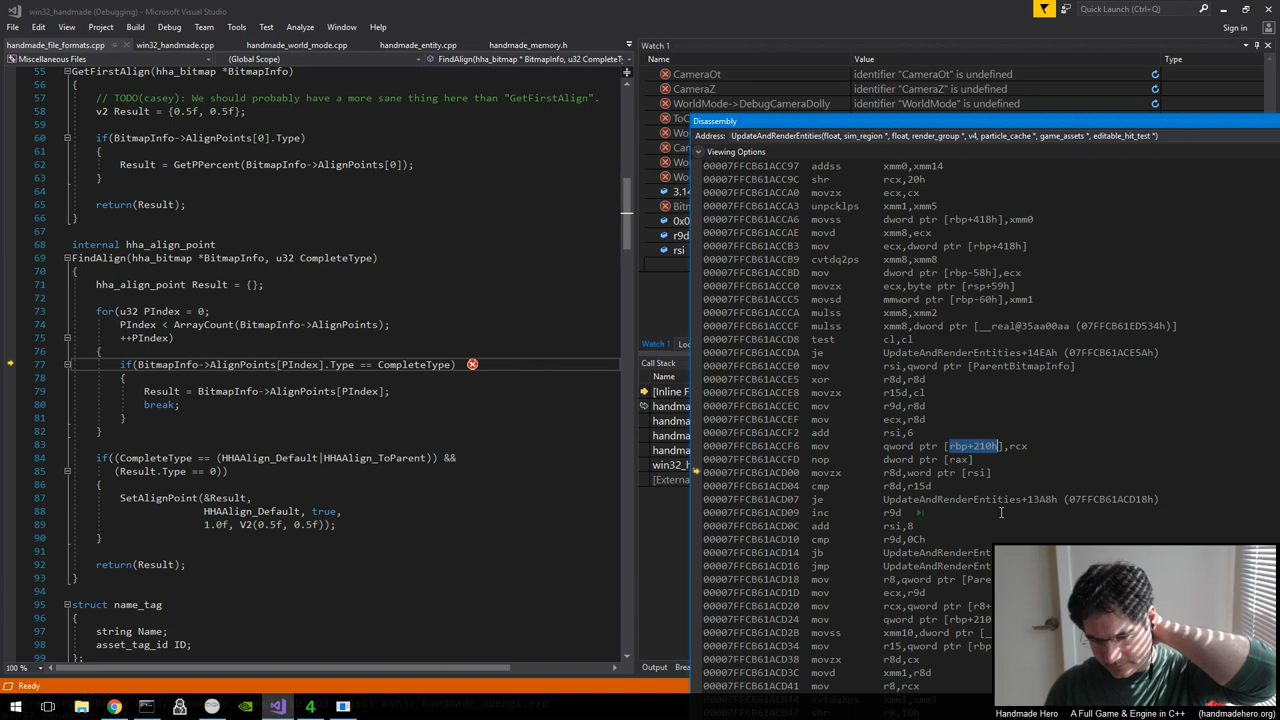 win32_handmade (Debugging) - Microsoft Visual Studio
Quick Launch (Ctrl+Q)
File Edit View Project Build Debug Team Tools Architecture Analyze Window
Sign in
handmade_file_formats.cpp win32_handmade.cpp handmade_world_mode.cpp handmade_entity.cpp handmade_memory.h
Miscellaneous Files (Global Scope) FindAlign(hha_bitmap * BitmapInfo, u32 CompleteT
55 GetFirstAlign(hha_bitmap *BitmapInfo)
56 {
57 // TODO(casey): We should probably have a more sane thing here than "GetFirstAlign".
58 v2 Result = {0.5f, 0.5f};
59
60 if(BitmapInfo->AlignPoints[0].Type)
61 {
62 Result = GetPPercent(BitmapInfo->AlignPoints[0]);
63 }
64
65 return(Result);
66 }
67
68 internal hha_align_point
69 FindAlign(hha_bitmap *BitmapInfo, u32 CompleteType)
70 {
71 hha_align_point Result = {};
72
73 for(u32 PIndex = 0;
74 PIndex < ArrayCount(BitmapInfo->AlignPoints);
75 ++PIndex)
76 {
77 if(BitmapInfo->AlignPoints[PIndex].Type == CompleteType)
78 {
79 Result = BitmapInfo->AlignPoints[PIndex];
80 break;
81 }
82 }
83
84 if((CompleteType == (HHAAlign_Default|HHAAlign_ToParent)) &&
85 (Result.Type == 0))
86 {
87 SetAlignPoint(&Result,
88 HHAAlign_Default, true,
89 1.0f, V2(0.5f, 0.5f));
90 }
91
92 return(Result);
93 }
94
95 struct name_tag
96 {
97 string Name;
98 asset_tag_id ID;
99 };
100 %
Ready
Watch 1
Name Value Type
CameraOt identifier "CameraOt" is undefined
CameraZ identifier "CameraZ" is undefined
WorldMode->DebugCameraDolly identifier "WorldMode" is undefined
ToC
Wo
Can
Wo
Wo
3.14
Bitm
0x0
r9d
rsi
Watch 1 Loc
Call Stack
Name
[Inline F
handma
handma
handma
handma
win32_h
[Externa
Output Brea
Disassembly
Address: UpdateAndRenderEntities(float, sim_region *, float, render_group *, v4, particle_cache *, game_assets *, editable_hit_test *)
Viewing Options
00007FFCB61ACC97 addss xmm0,xmm14
00007FFCB61ACC9C shr rcx,20h
00007FFCB61ACCA0 movzx ecx,cx
00007FFCB61ACCA3 unpcklps xmm1,xmm5
00007FFCB61ACCA6 movss dword ptr [rbp+418h],xmm0
00007FFCB61ACCAE movd xmm8,ecx
00007FFCB61ACCB3 mov ecx,dword ptr [rbp+418h]
00007FFCB61ACCB9 cvtdq2ps xmm8,xmm8
00007FFCB61ACCBD mov dword ptr [rbp-58h],ecx
00007FFCB61ACCC0 movzx ecx,byte ptr [rsp+59h]
00007FFCB61ACCC5 movsd mmword ptr [rbp-60h],xmm1
00007FFCB61ACCCA mulss xmm8,xmm2
00007FFCB61ACCCF mulss xmm8,dword ptr [__real@35aa00aa (07FFCB61ED534h)]
00007FFCB61ACCD8 test cl,cl
00007FFCB61ACCDA je UpdateAndRenderEntities+14EAh (07FFCB61ACE5Ah)
00007FFCB61ACCE0 mov rsi,qword ptr [ParentBitmapInfo]
00007FFCB61ACCE5 xor r8d,r8d
00007FFCB61ACCE8 movzx r15d,cl
00007FFCB61ACCEC mov r9d,r8d
00007FFCB61ACCEF mov ecx,r8d
00007FFCB61ACCF2 add rsi,6
00007FFCB61ACCF6 mov qword ptr [rbp+210h],rcx
00007FFCB61ACCFD nop dword ptr [rax]
00007FFCB61ACD00 movzx r8d,word ptr [rsi]
00007FFCB61ACD04 cmp r8d,r15d
00007FFCB61ACD07 je UpdateAndRenderEntities+13A8h (07FFCB61ACD18h)
00007FFCB61ACD09 inc r9d
00007FFCB61ACD0C add rsi,8
00007FFCB61ACD10 cmp r9d,0Ch
00007FFCB61ACD14 jb UpdateAndRenderEnt
00007FFCB61ACD16 jmp UpdateAndRenderEnt
00007FFCB61ACD18 mov r8,qword ptr [Pare
00007FFCB61ACD1D mov ecx,r9d
00007FFCB61ACD20 mov rcx,qword ptr [r8+
00007FFCB61ACD24 mov qword ptr [rbp+210
00007FFCB61ACD2B movss xmm10,dword ptr [__
00007FFCB61ACD34 mov r15,qword ptr [rbp
00007FFCB61ACD38 movzx r8d,cx
00007FFCB61ACD3C movd xmm1,r8d
00007FFCB61ACD41 mov r8,rcx
Handmade Hero A Full Game & Engine in C++ (handmadehero.org)